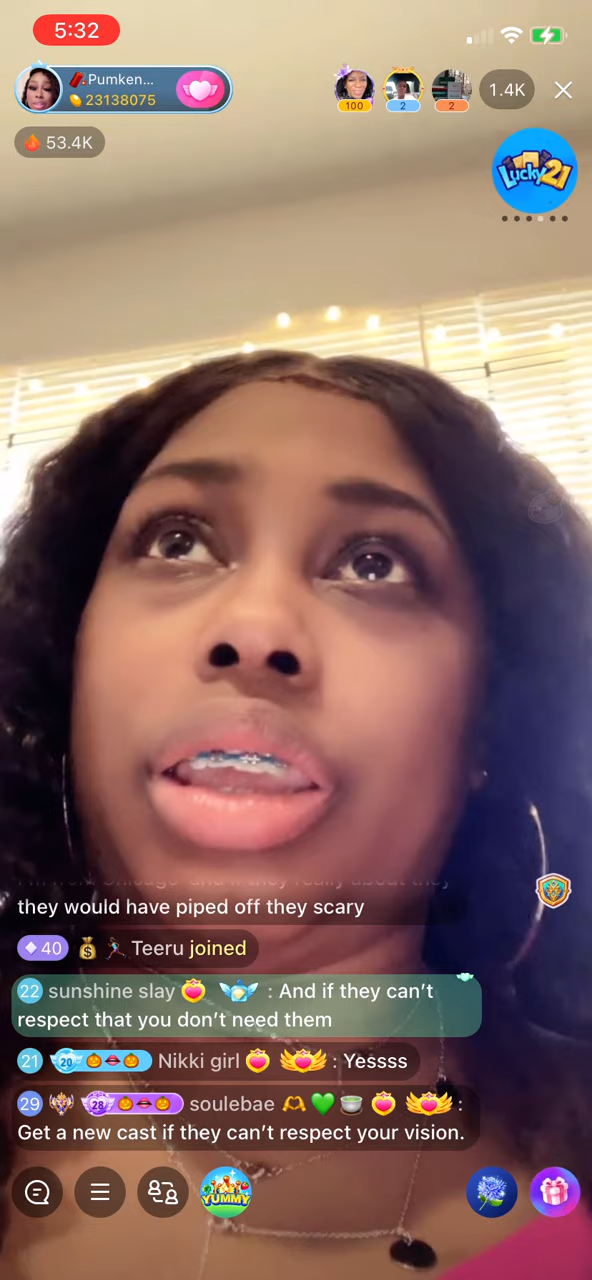 5:32
Pumken...
23138075
100
2
2
1.4K
53.4K
Lucky21
they would have piped off they scary
40 Teeru joined
22 sunshine slay : And if they can’t
respect that you don’t need them
21 20 Nikki girl : Yessss
29 28 soulebae :
Get a new cast if they can’t respect your vision.
YUMMY